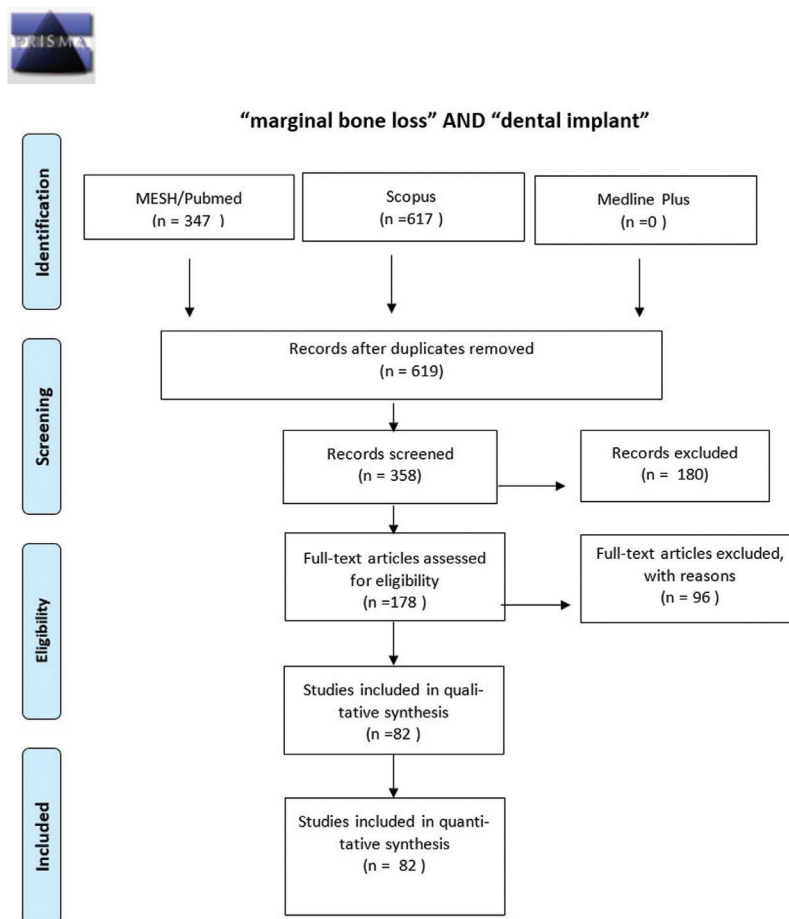 PRISMA
“marginal bone loss” AND “dental implant”
Identification
MESH/Pubmed
(n = 347 )
Scopus
(n =617 )
Medline Plus
(n =0 )
Records after duplicates removed
(n = 619)
Screening
Records screened
(n = 358)
Records excluded
(n = 180)
Eligibility
Full-text articles assessed
for eligibility
(n =178 )
Full-text articles excluded,
with reasons
(n = 96 )
Studies included in quali-
tative synthesis
(n =82 )
Included
Studies included in quanti-
tative synthesis
(n = 82 )